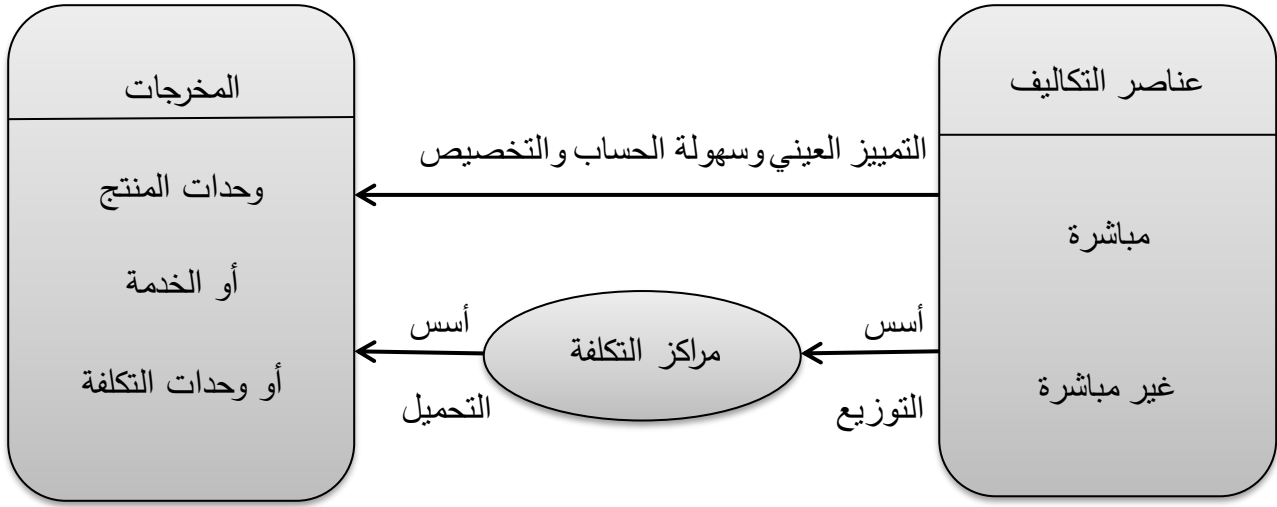 عناصر التكاليف
مباشرة
غير مباشرة
التمييز العيني وسهولة الحساب والتخصيص
أسس
التوزيع
مراكز التكلفة
أسس
التحميل
المخرجات
وحدات المنتج
أو الخدمة
أو وحدات التكلفة